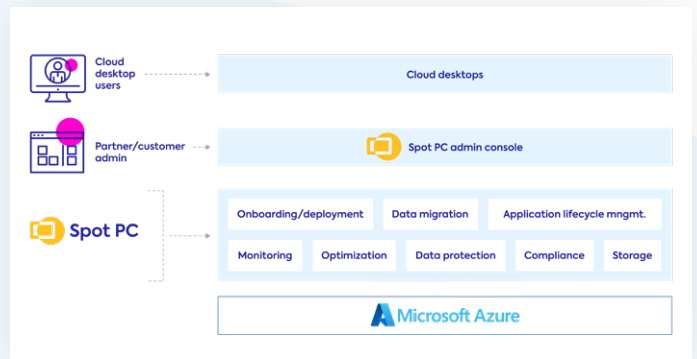 Cloud
desktop
users
Cloud desktops
Partner/customer
admin
Spot PC admin console
Spot PC
Onboarding/deployment
Data migration
Application lifecycle mngmt.
Monitoring
Optimization
Data protection
Compliance
Storage
Microsoft Azure